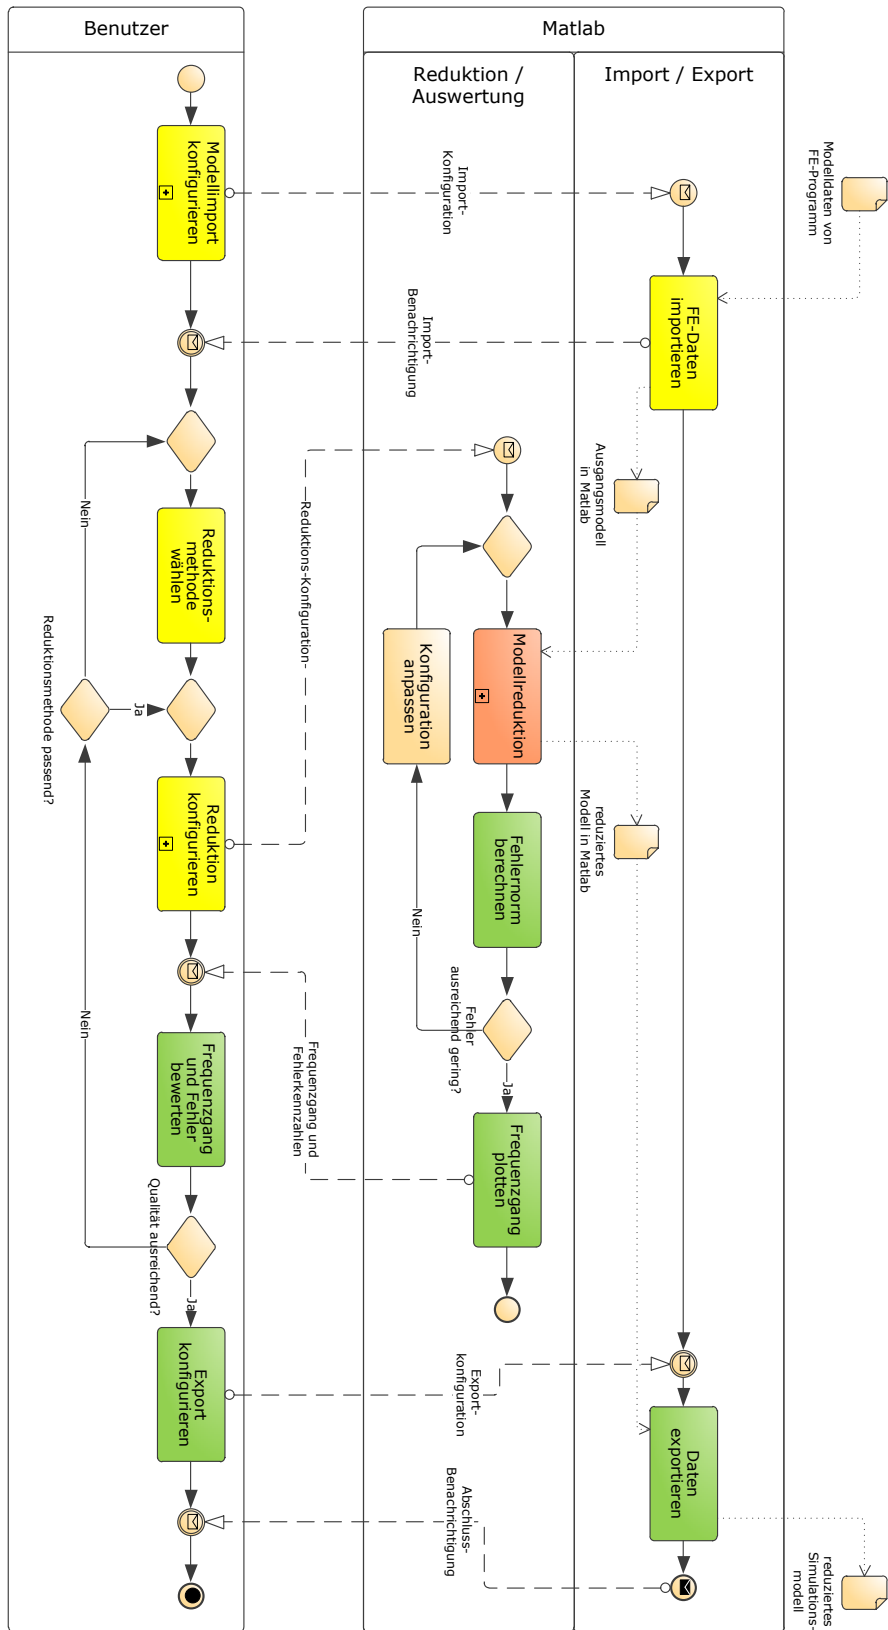 Benutzer
Matlab
Reduktion /
Auswertung
Import / Export
Modellimport
konfigurieren
Import-
Konfiguration
Modelldaten von
FE-Programm
FE-Daten
importieren
Import-
Benachrichtigung
Ausgangsmodell
in Matlab
Nein
Reduktions-
methode
wählen
Reduktions-Konfiguration
Konfiguration
anpassen
Modellreduktion
Reduktionsmethode passend?
Ja
Reduktion
konfigurieren
reduziertes
Modell in Matlab
Fehlernorm
berechnen
Nein
Fehler
ausreichend gering?
Nein
Frequenzgang
und Fehler
bewerten
Frequenzgang und
Fehlerkennzahlen
Ja
Frequenzgang
plotten
Qualität ausreichend?
Ja
Export
konfigurieren
Export-
konfiguration
Daten
exportieren
Abschluss-
Benachrichtigung
reduziertes
Simulations-
modell